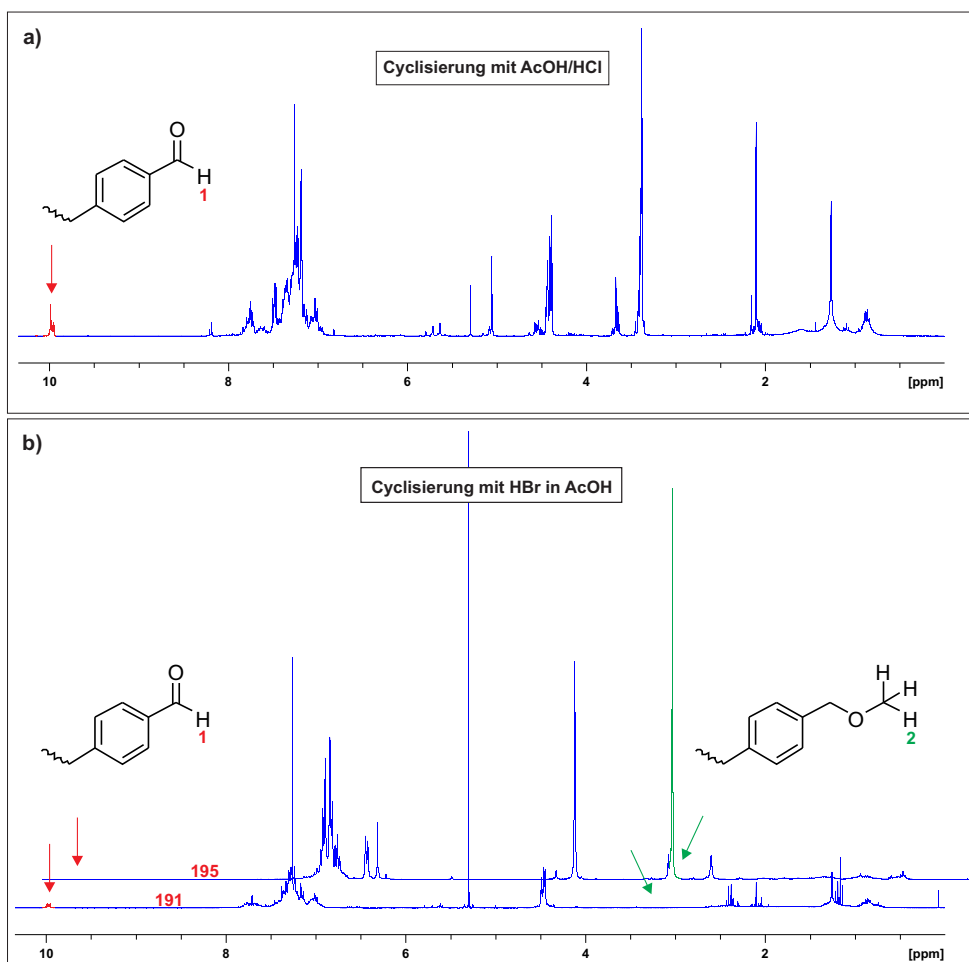 a)
Cyclisierung mit AcOH/HCl
O
H
1
10 8 6 4 2 [ppm]
b)
Cyclisierung mit HBr in AcOH
O
H
1
H
H
O
H
2
195
191
10 8 6 4 2 [ppm]